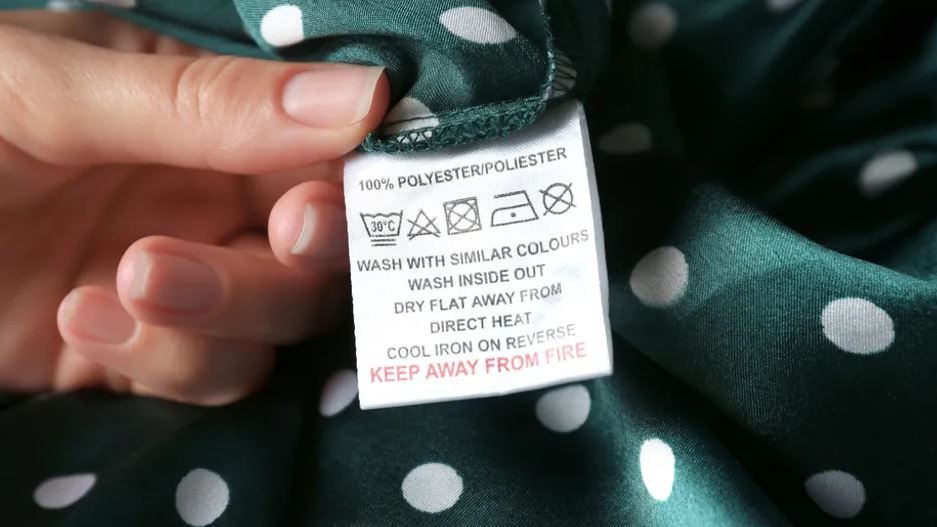 100% POLYESTER/POLIESTER
30°C
WASH WITH SIMILAR COLOURS
WASH INSIDE OUT
DRY FLAT AWAY FROM
DIRECT HEAT
COOL IRON ON REVERSE
KEEP AWAY FROM FIRE